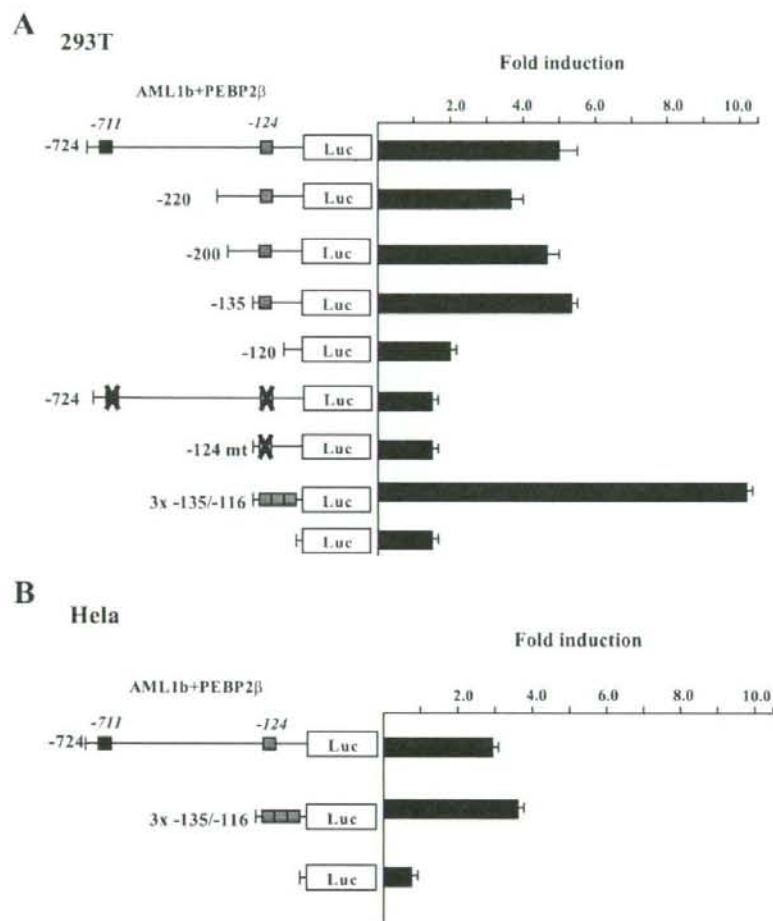 A
293T
Fold induction
AML1b+PEBP2β
2.0 4.0 6.0 8.0 10.0
-711 -124
-724 Luc
-220 Luc
-200 Luc
-135 Luc
-120 Luc
-724 Luc
-124 mt Luc
3x -135/-116 Luc
Luc
B
Hela
Fold induction
AML1b+PEBP2β
2.0 4.0 6.0 8.0 10.0
-711 -124
-724 Luc
3x -135/-116 Luc
Luc